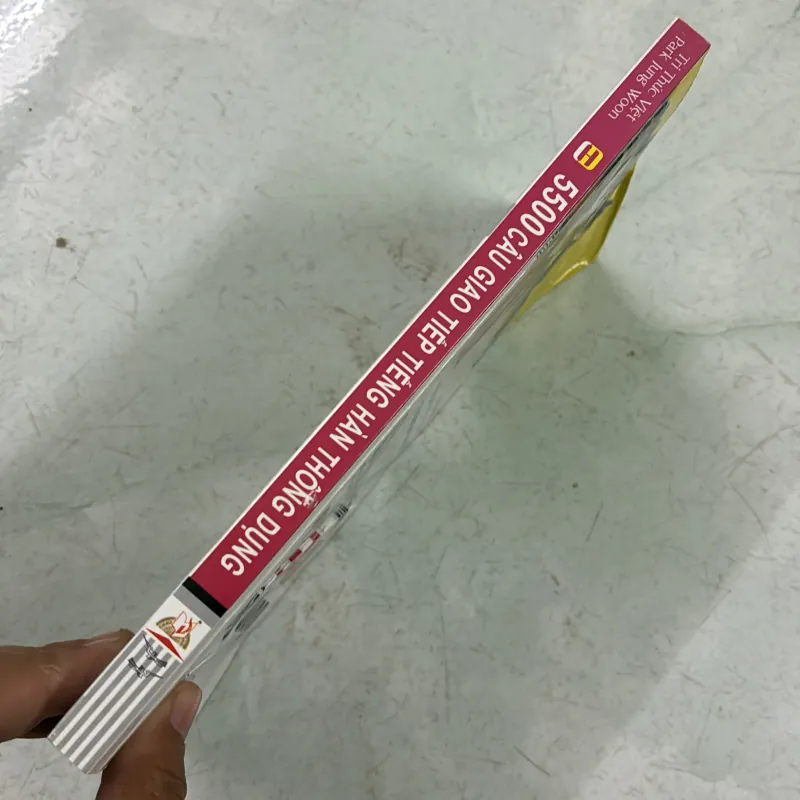 Tri Thức Việt
Park Jung Woon
5500 CÂU GIAO TIẾP TIẾNG HÀN THÔNG DỤNG